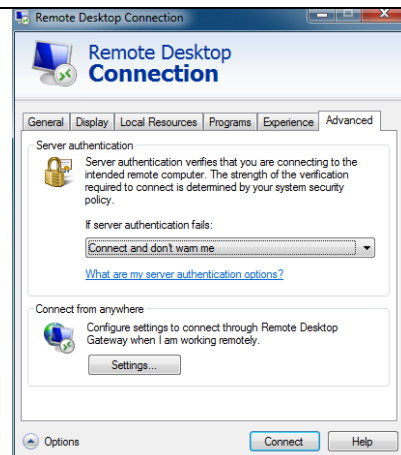 Remote Desktop Connection
Remote Desktop
Connection
General Display Local Resources Programs Experience Advanced
Server authentication
Server authentication verifies that you are connecting to the
intended remote computer. The strength of the verification
required to connect is determined by your system security
policy.
If server authentication fails:
Connect and don't warn me
What are my server authentication options?
Connect from anywhere
Configure settings to connect through Remote Desktop
Gateway when I am working remotely.
Settings...
Options Connect Help